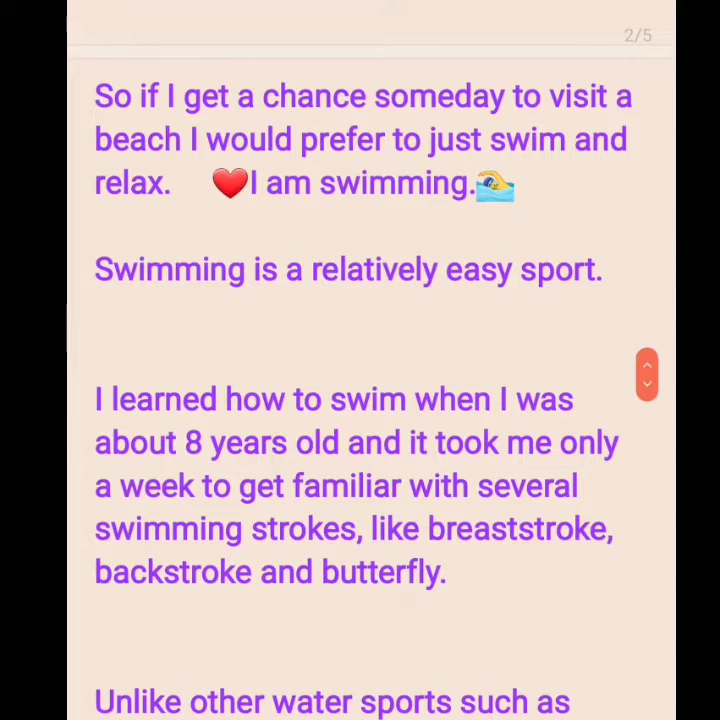 2/5
So if I get a chance someday to visit a
beach I would prefer to just swim and
relax. ❤️I am swimming.🏊
Swimming is a relatively easy sport.
I learned how to swim when I was
about 8 years old and it took me only
a week to get familiar with several
swimming strokes, like breaststroke,
backstroke and butterfly.
Unlike other water sports such as